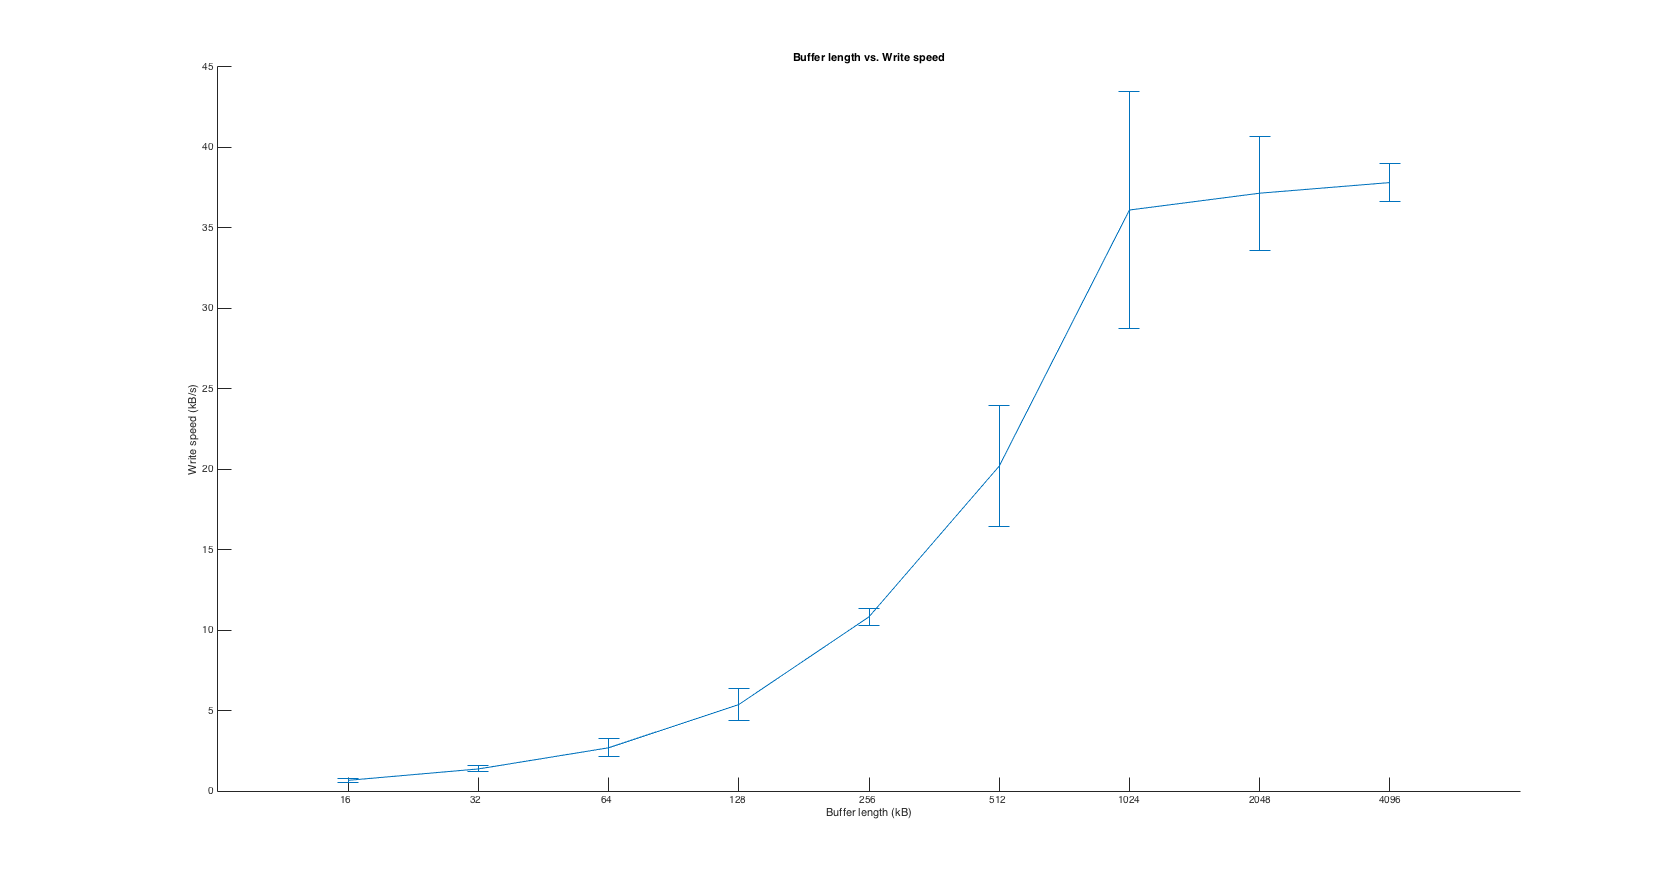 Buffer length vs. Write speed
45
40
35
30
25
20
15
10
5
0
Write speed (kB/s)
16 32 64 128 256 512 1024 2048 4096
Buffer length (kB)